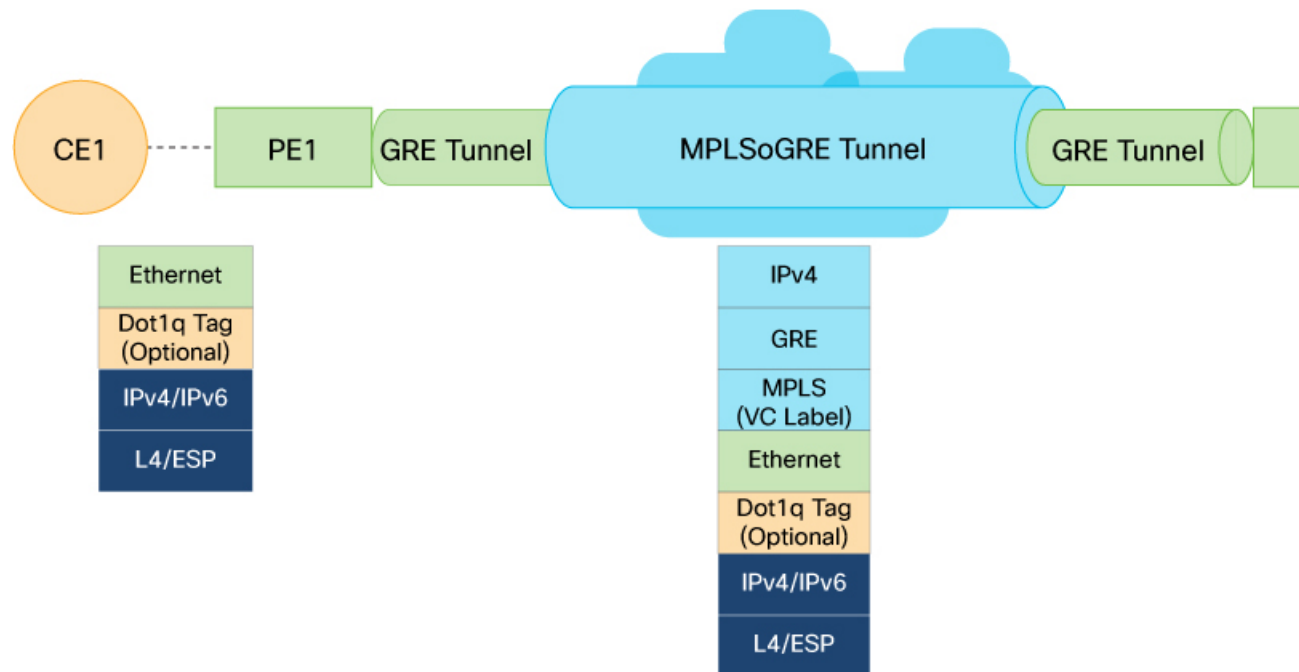 CE1
PE1
GRE Tunnel
MPLSoGRE Tunnel
GRE Tunnel
Ethernet
Dot1q Tag
(Optional)
IPv4/IPv6
L4/ESP
IPv4
GRE
MPLS
(VC Label)
Ethernet
Dot1q Tag
(Optional)
IPv4/IPv6
L4/ESP